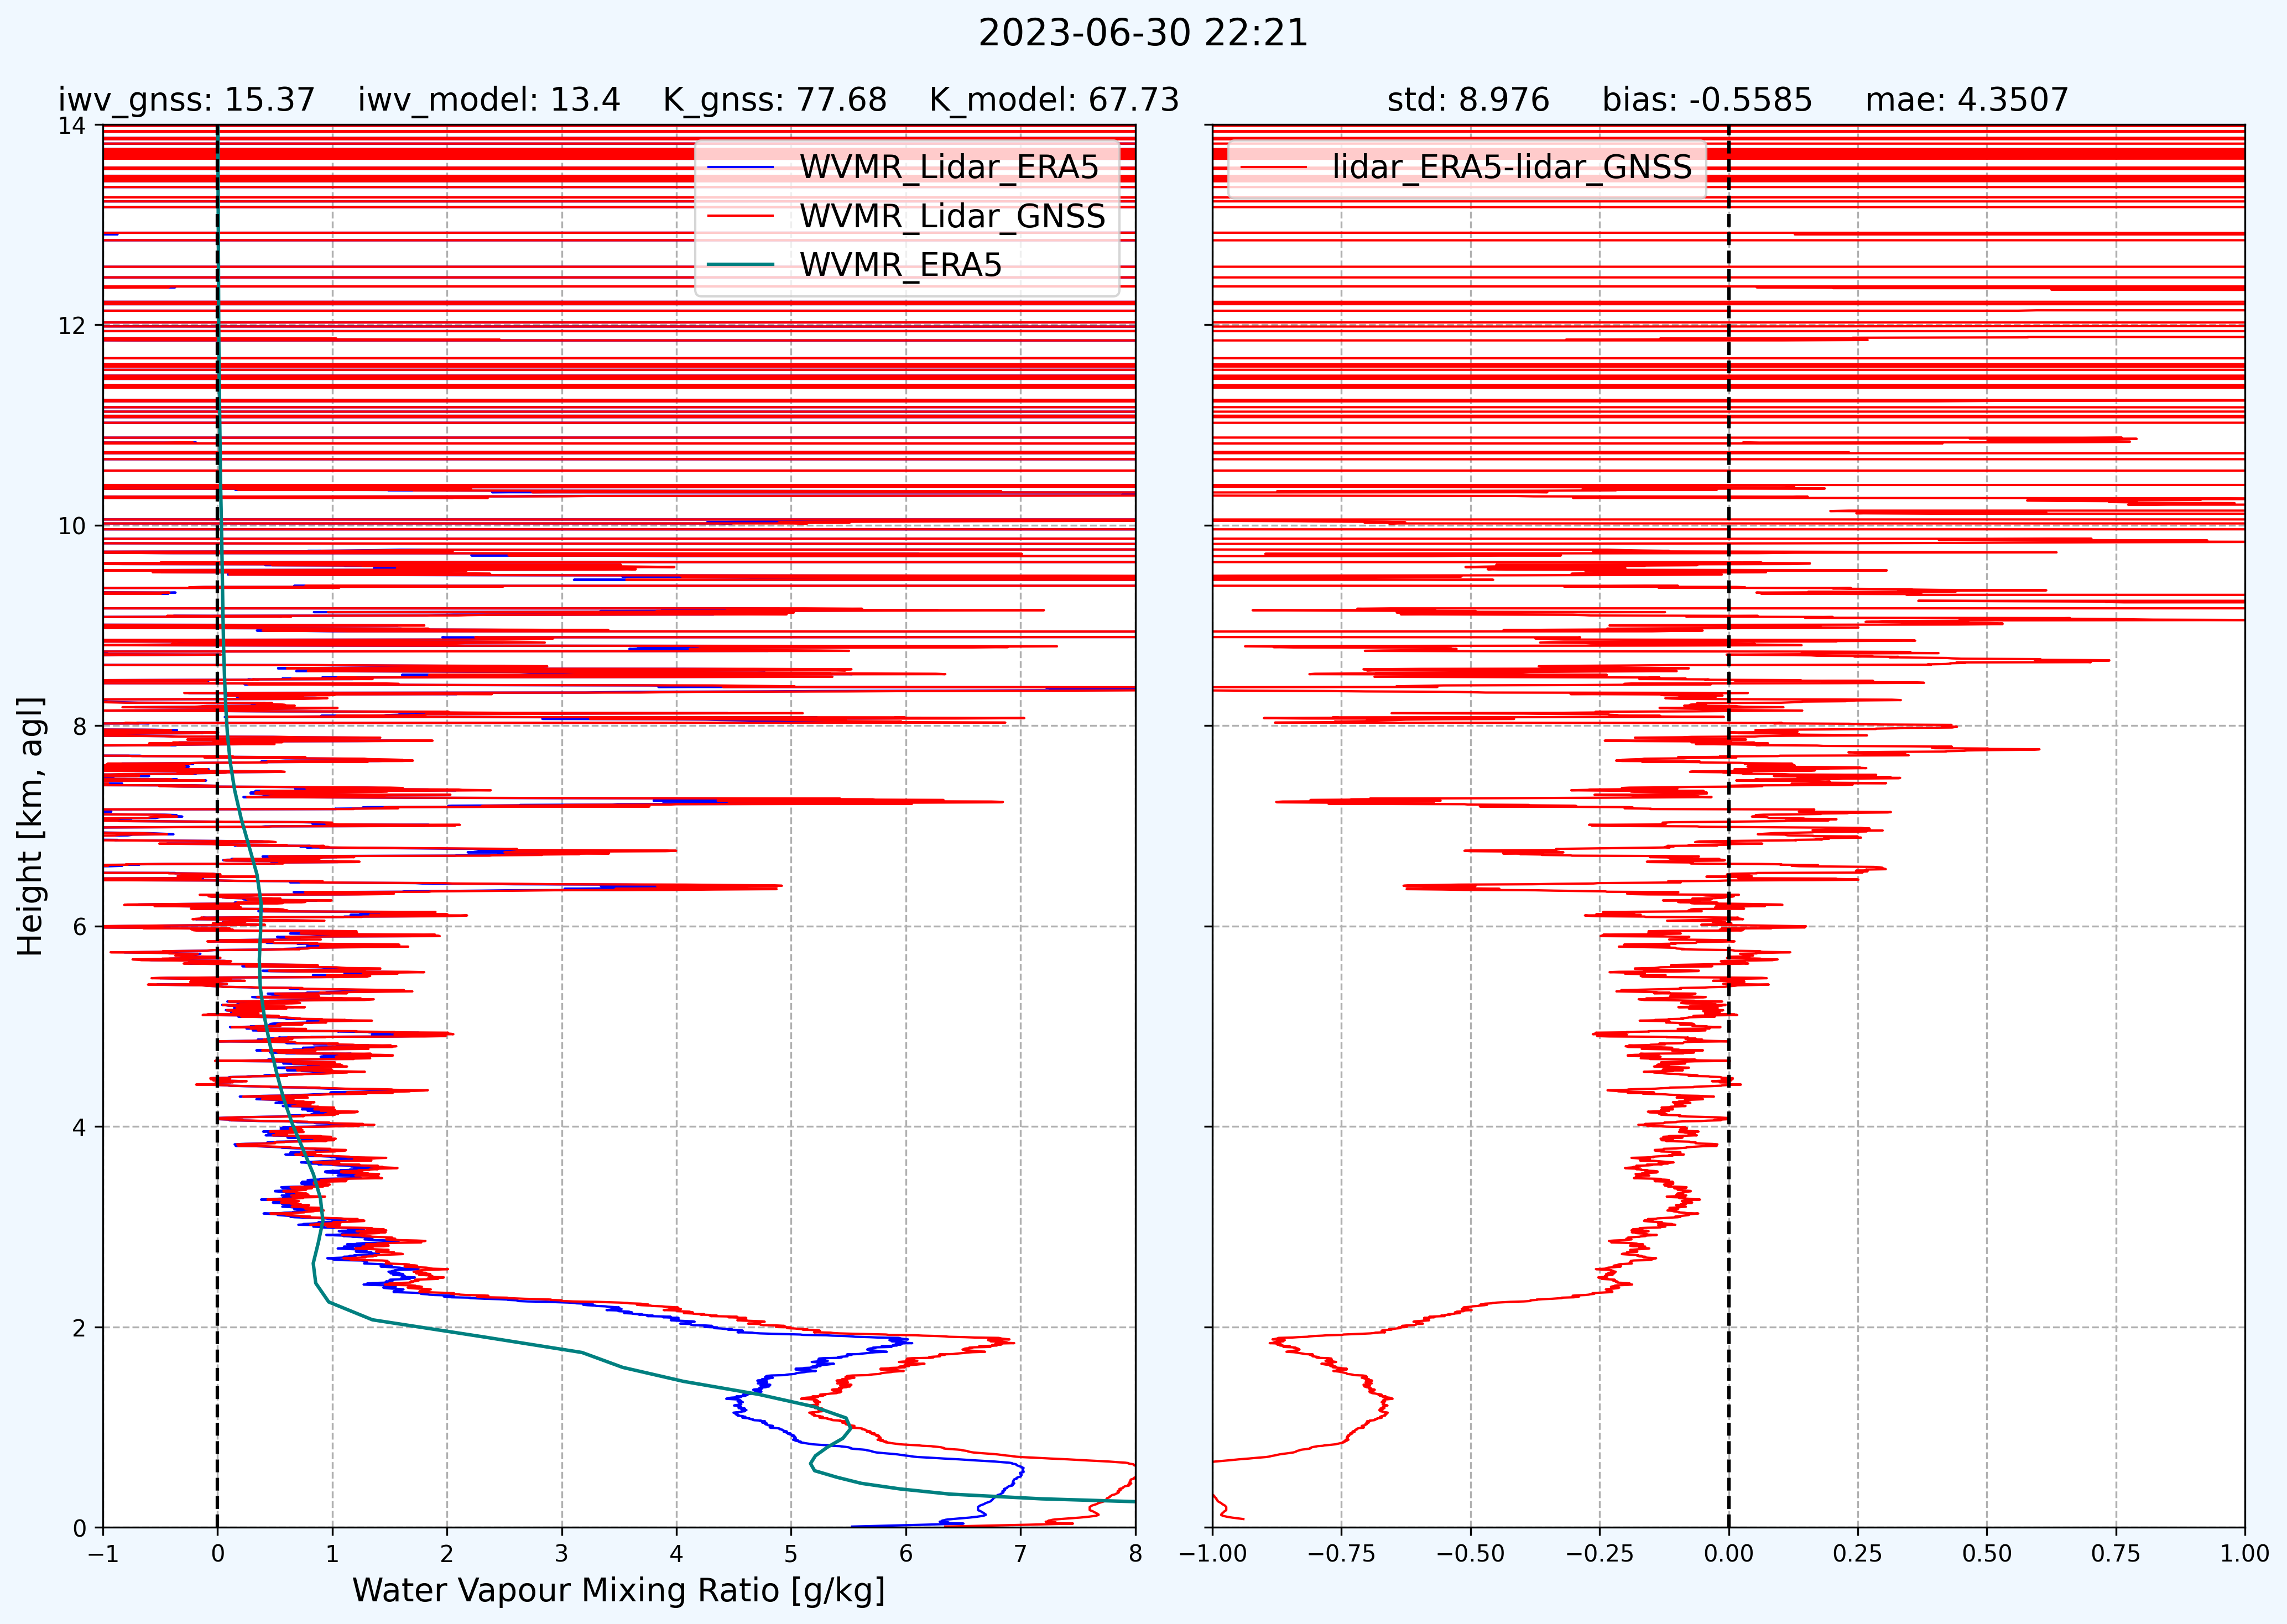 2023-06-30 22:21
iwv_gnss: 15.37 iwv_model: 13.4 K_gnss: 77.68 K_model: 67.73
std: 8.976 bias: -0.5585 mae: 4.3507
WVMR_Lidar_ERA5
WVMR_Lidar_GNSS
WVMR_ERA5
lidar_ERA5-lidar_GNSS
Height [km, agl]
14
12
10
8
6
4
2
0
−1 0 1 2 3 4 5 6 7 8
Water Vapour Mixing Ratio [g/kg]
−1.00 −0.75 −0.50 −0.25 0.00 0.25 0.50 0.75 1.00